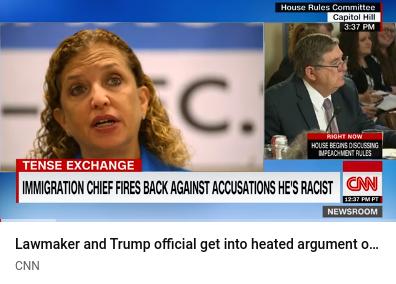 House Rules Committee
Capitol Hill
3:37 PM
TC.
RIGHT NOW
HOUSE BEGINS DISCUSSING
IMPEACHMENT RULES
TENSE EXCHANGE
IMMIGRATION CHIEF FIRES BACK AGAINST ACCUSATIONS HE'S RACIST
CNN
12:37 PM PT
NEWSROOM
Lawmaker and Trump official get into heated argument o...
CNN